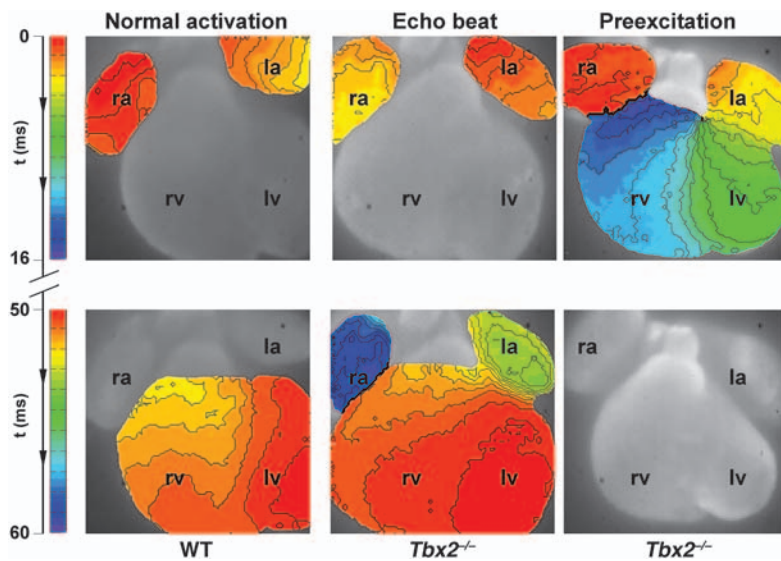 Normal activation Echo beat Preexcitation
0
t (ms)
16
ra la
ra la
ra la
rv lv
rv lv
rv lv
50
t (ms)
60
ra la
ra la
ra la
rv lv
rv lv
rv lv
WT Tbx2–/– Tbx2–/–